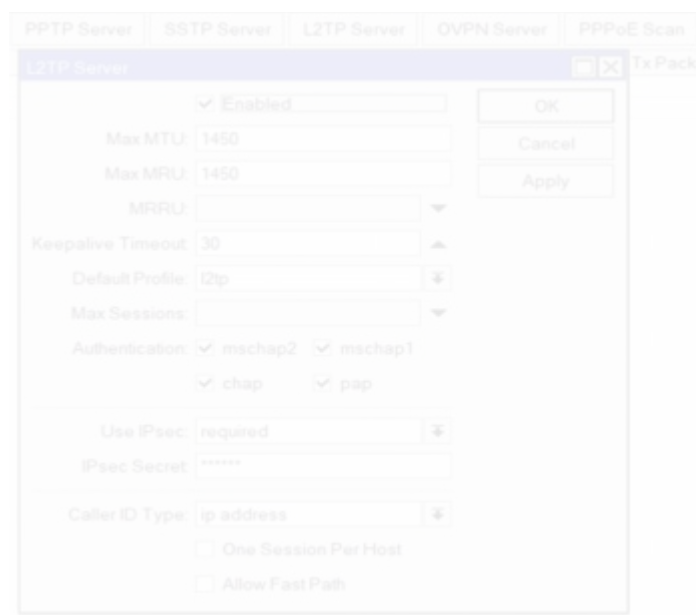 PPTP Server SSTP Server L2TP Server OVPN Server PPPoE Scan
L2TP Server Tx Pack
Enabled OK
Max MTU: 1450 Cancel
Max MRU: 1450 Apply
MRRU:
Keepalive Timeout: 30
Default Profile: l2tp
Max Sessions:
Authentication: mschap2 mschap1
chap pap
Use IPsec: required
IPsec Secret: ******
Caller ID Type: ip address
One Session Per Host
Allow Fast Path